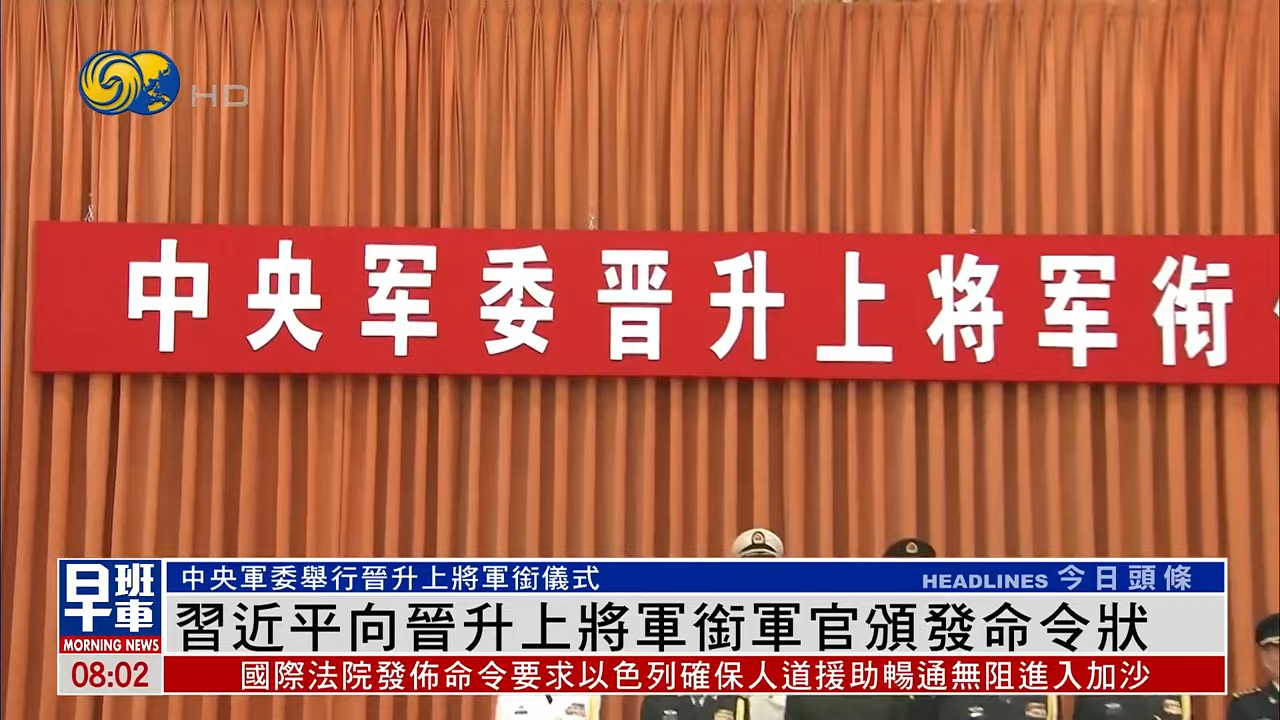 HD
中央军委晋升上将军衔
中央軍委舉行晉升上將軍銜儀式
HEADLINES 今日頭條
早班車
習近平向晉升上將軍銜軍官頒發命令狀
MORNING NEWS
08:02
國際法院發佈命令要求以色列確保人道援助暢通無阻進入加沙